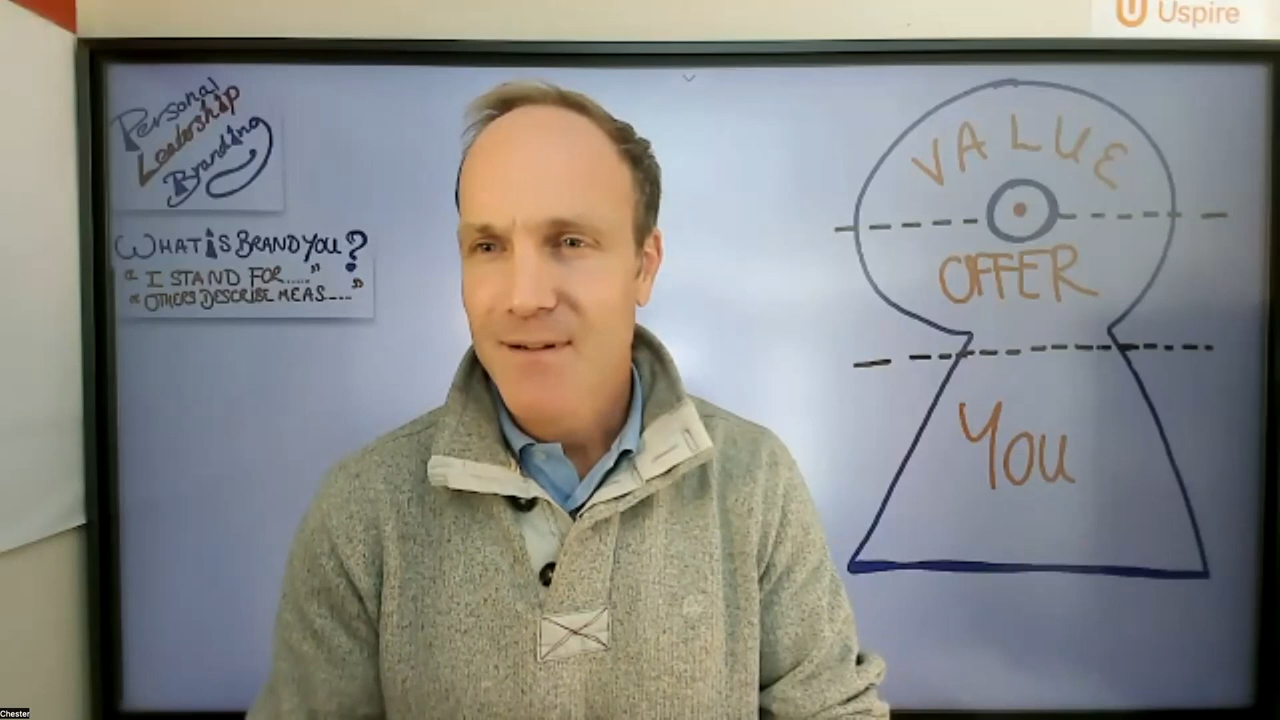 Uspire
Personal
Leadership
Branding
WHAT iS BRAND YOU?
"I STAND FOR....."
"OTHERS DESCRIBE ME AS....."
VALUE
OFFER
You
Chester